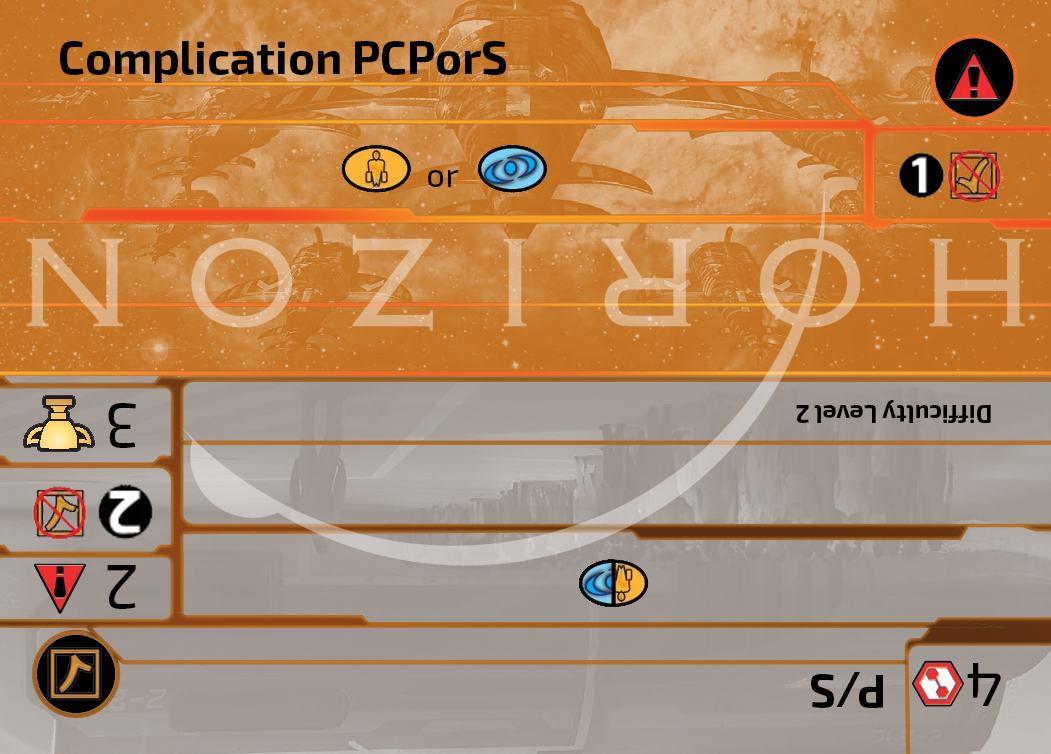 Complication PCPorS
or
1
HORIZON
4
P/S
2
2
Difficulty Level 2
3